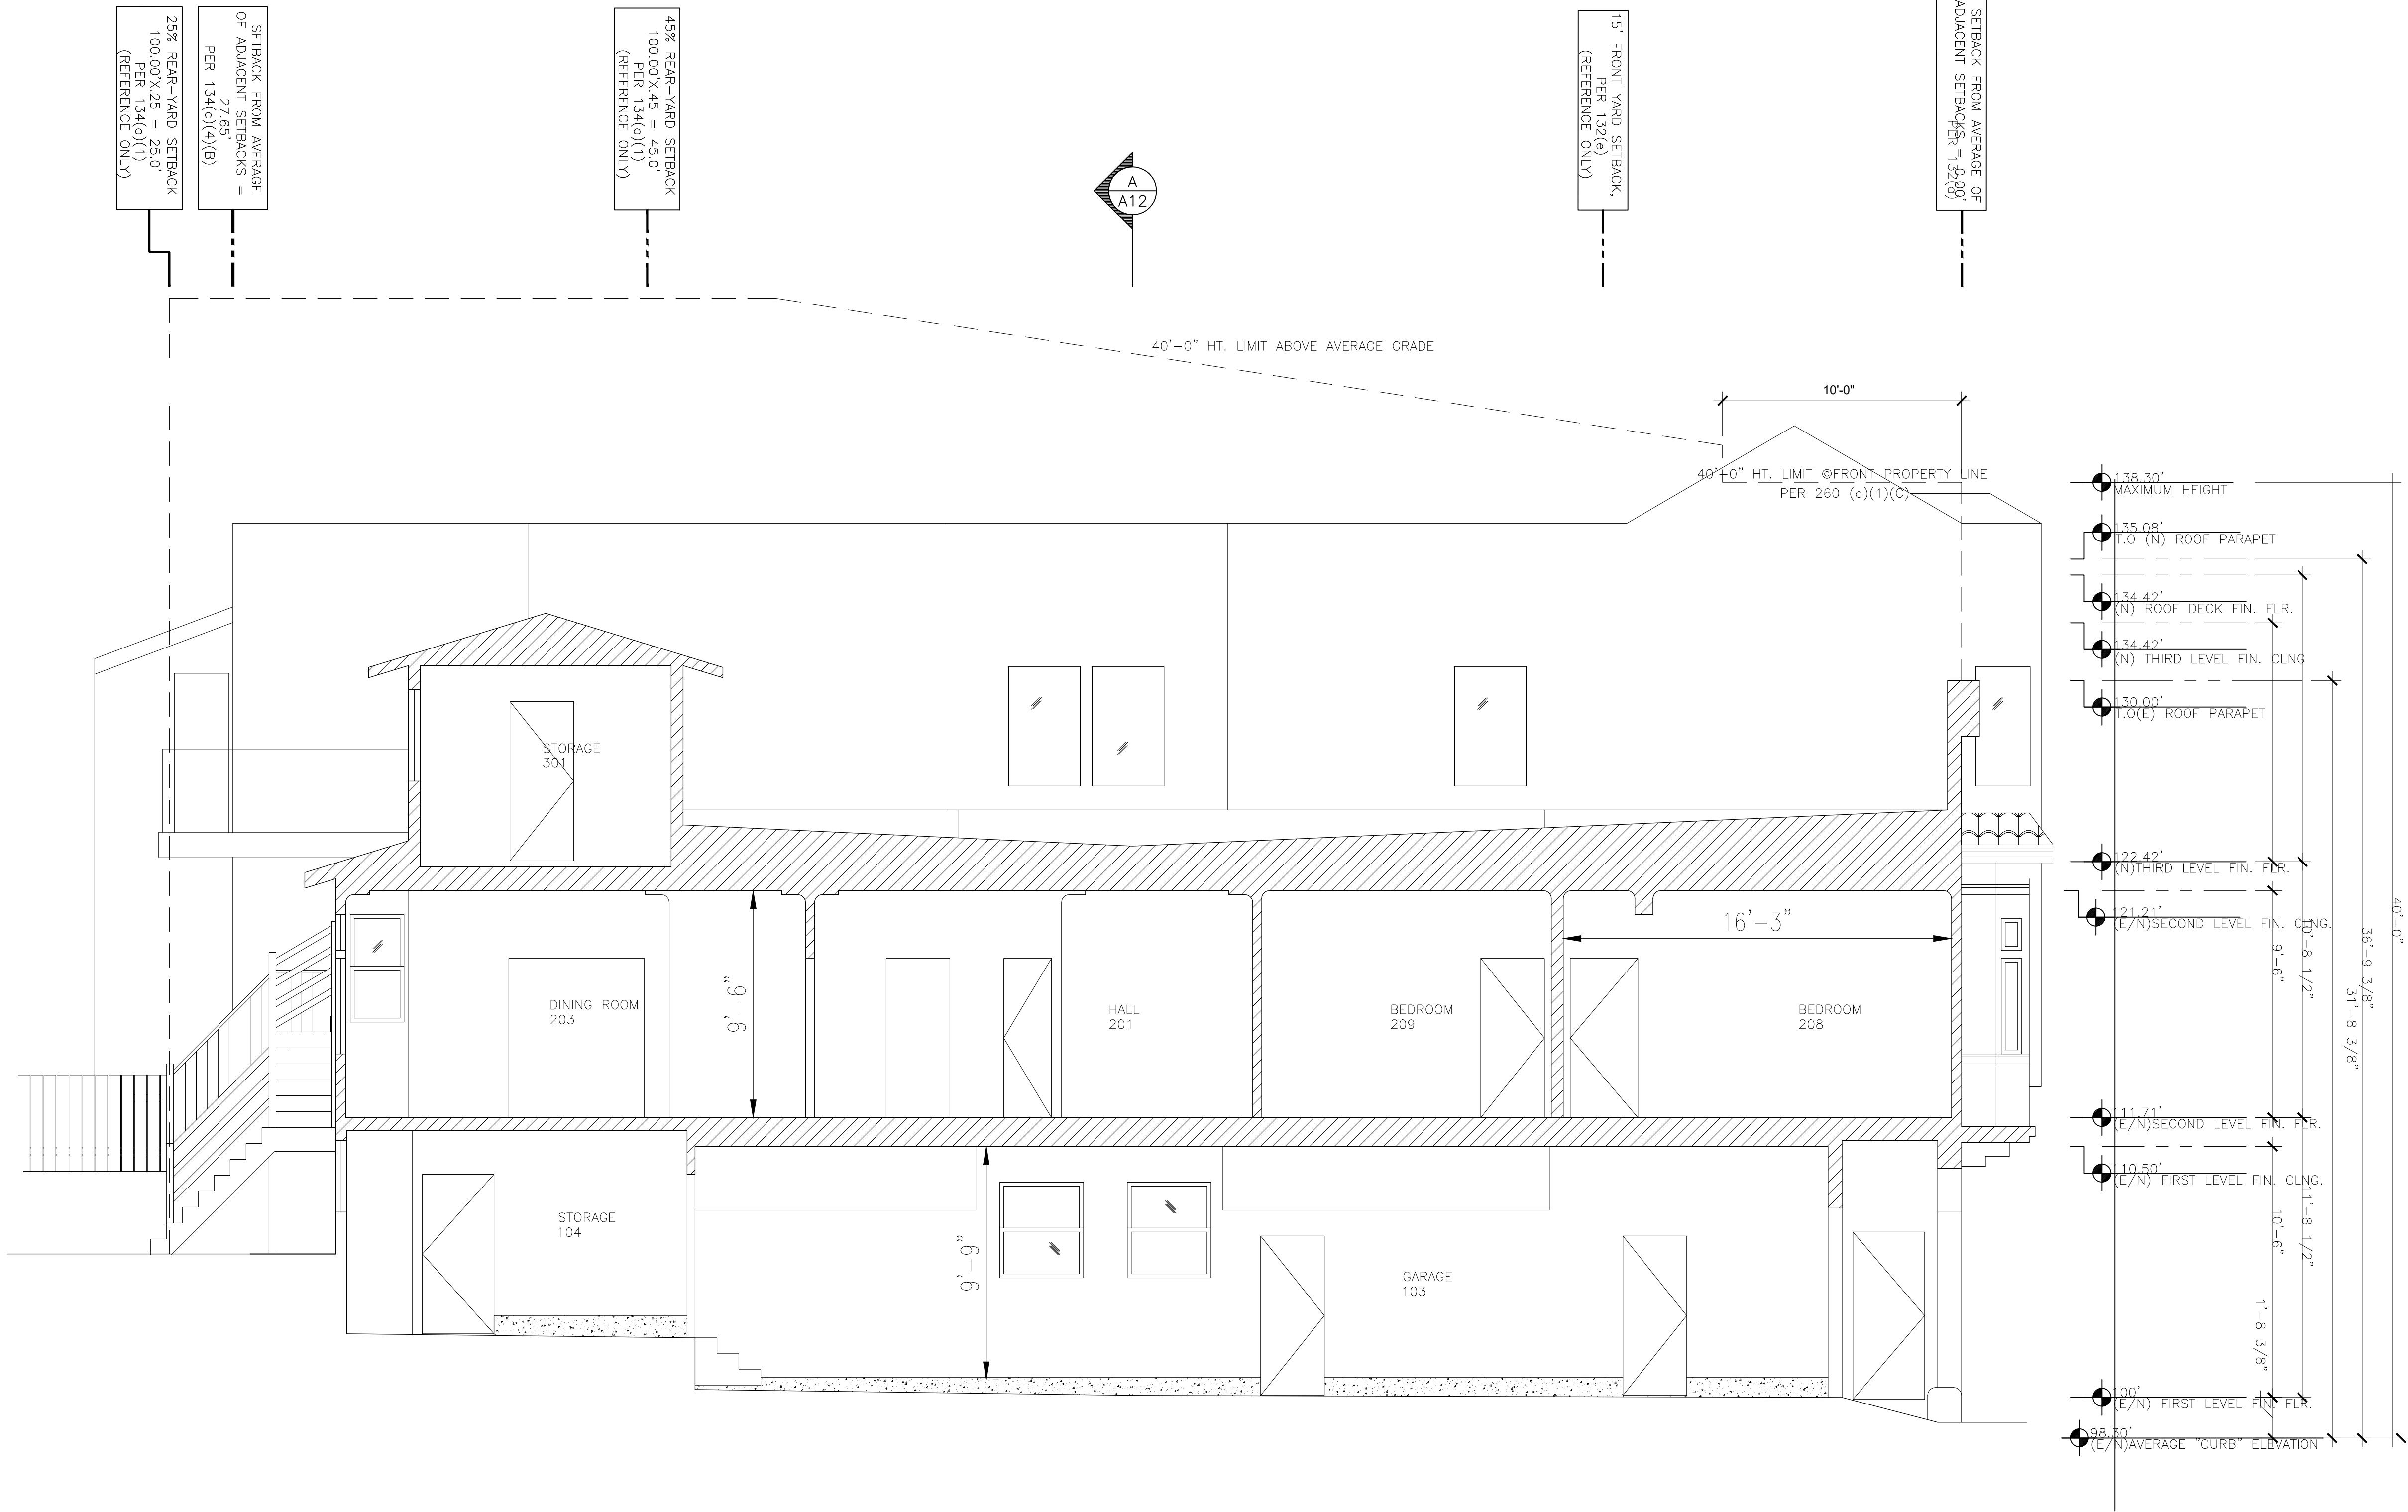 25% REAR-YARD SETBACK
100.00'X.25 = 25.0'
PER 134(a)(1)
(REFERENCE ONLY)
SETBACK FROM AVERAGE
OF ADJACENT SETBACKS =
27.65'
PER 134(c)(4)(B)
45% REAR-YARD SETBACK
100.00'X.45 = 45.0'
PER 134(a)(1)
(REFERENCE ONLY)
A
A12
15' FRONT YARD SETBACK,
PER 132(e)
(REFERENCE ONLY)
SETBACK FROM AVERAGE OF
ADJACENT SETBACKS = 0.00'
PER 132(a)
40'-0" HT. LIMIT ABOVE AVERAGE GRADE
10'-0"
40'-0" HT. LIMIT @FRONT PROPERTY LINE
PER 260 (a)(1)(C)
138.30'
MAXIMUM HEIGHT
135.08'
T.O (N) ROOF PARAPET
134.42'
(N) ROOF DECK FIN. FLR.
134.42'
(N) THIRD LEVEL FIN. CLNG
130.00'
T.O(E) ROOF PARAPET
122.42'
(N)THIRD LEVEL FIN. FLR.
121.21'
(E/N)SECOND LEVEL FIN. CLNG.
111.71'
(E/N)SECOND LEVEL FIN. FLR.
110.50'
(E/N) FIRST LEVEL FIN. CLNG.
100'
(E/N) FIRST LEVEL FIN. FLR.
98.30'
(E/N)AVERAGE "CURB" ELEVATION
9'-6"
10'-8 1/2"
31'-8 3/8"
36'-9 3/8"
40'-0"
10'-6"
11'-8 1/2"
1'-8 3/8"
STORAGE
301
16'-3"
DINING ROOM
203
9'-6"
HALL
201
BEDROOM
209
BEDROOM
208
STORAGE
104
9'-6"
GARAGE
103